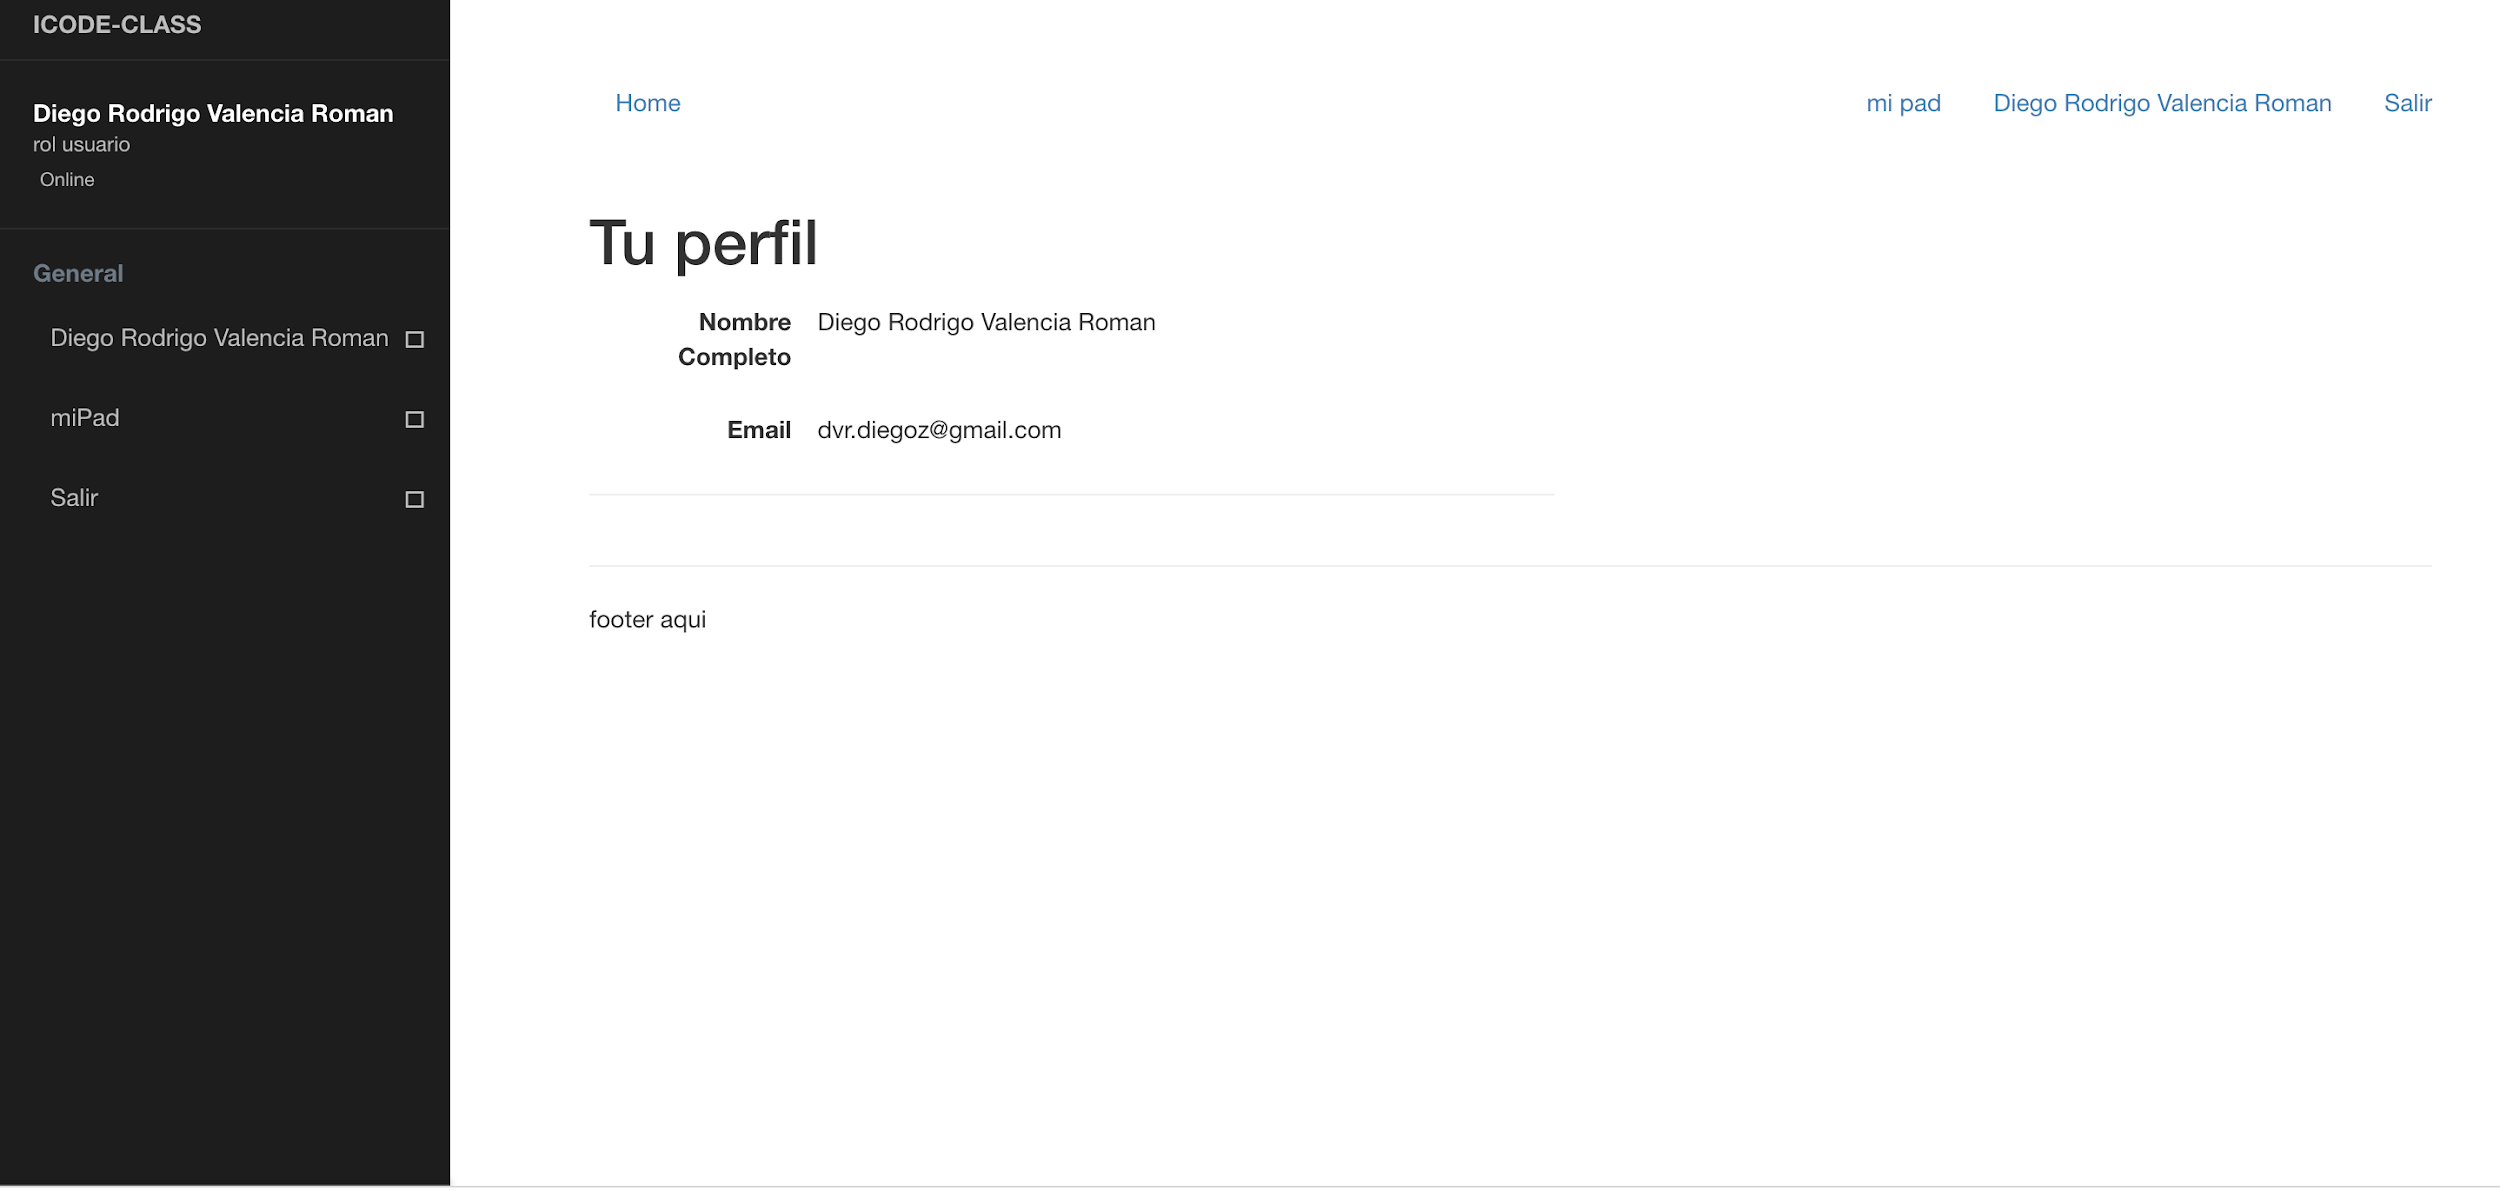 ICODE-CLASS
Diego Rodrigo Valencia Roman
rol usuario
Online
General
Diego Rodrigo Valencia Roman
miPad
Salir
Home
mi pad
Diego Rodrigo Valencia Roman
Salir
Tu perfil
Nombre Diego Rodrigo Valencia Roman
Completo
Email dvr.diegoz@gmail.com
footer aqui